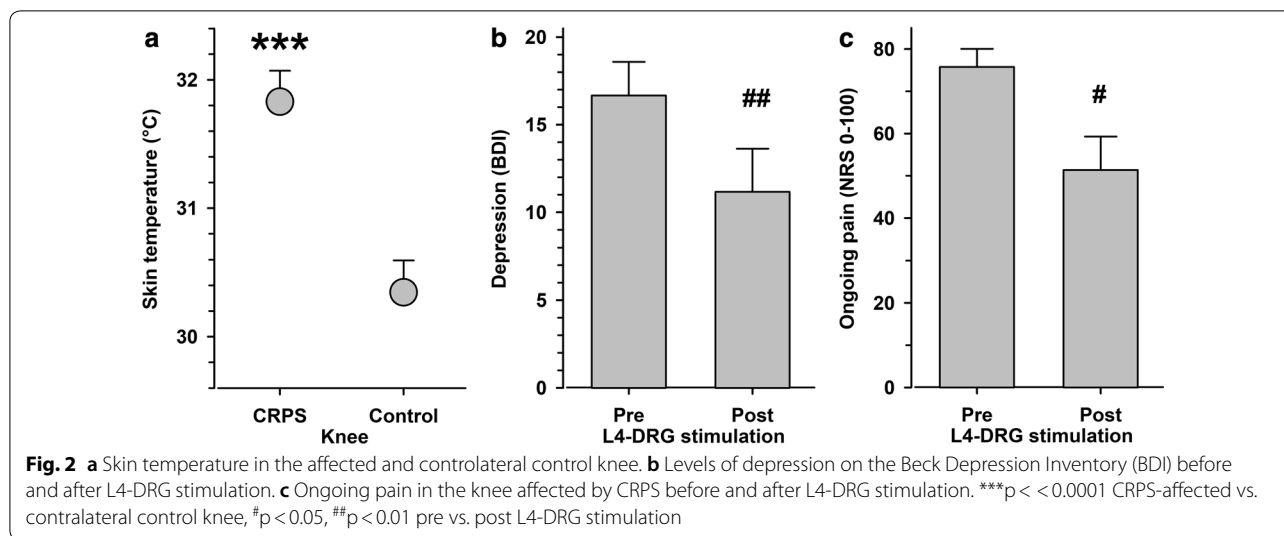 a
***
32
31
30
Skin temperature (°C)
CRPS Control
Knee
b
20
15
10
5
0
Depression (BDI)
##
Pre Post
L4-DRG stimulation
c
80
60
40
20
0
Ongoing pain (NRS 0-100)
#
Pre Post
L4-DRG stimulation
Fig. 2 a Skin temperature in the affected and controlateral control knee. b Levels of depression on the Beck Depression Inventory (BDI) before
and after L4-DRG stimulation. c Ongoing pain in the knee affected by CRPS before and after L4-DRG stimulation. ***p < < 0.0001 CRPS-affected vs.
contralateral control knee, #p < 0.05, ##p < 0.01 pre vs. post L4-DRG stimulation